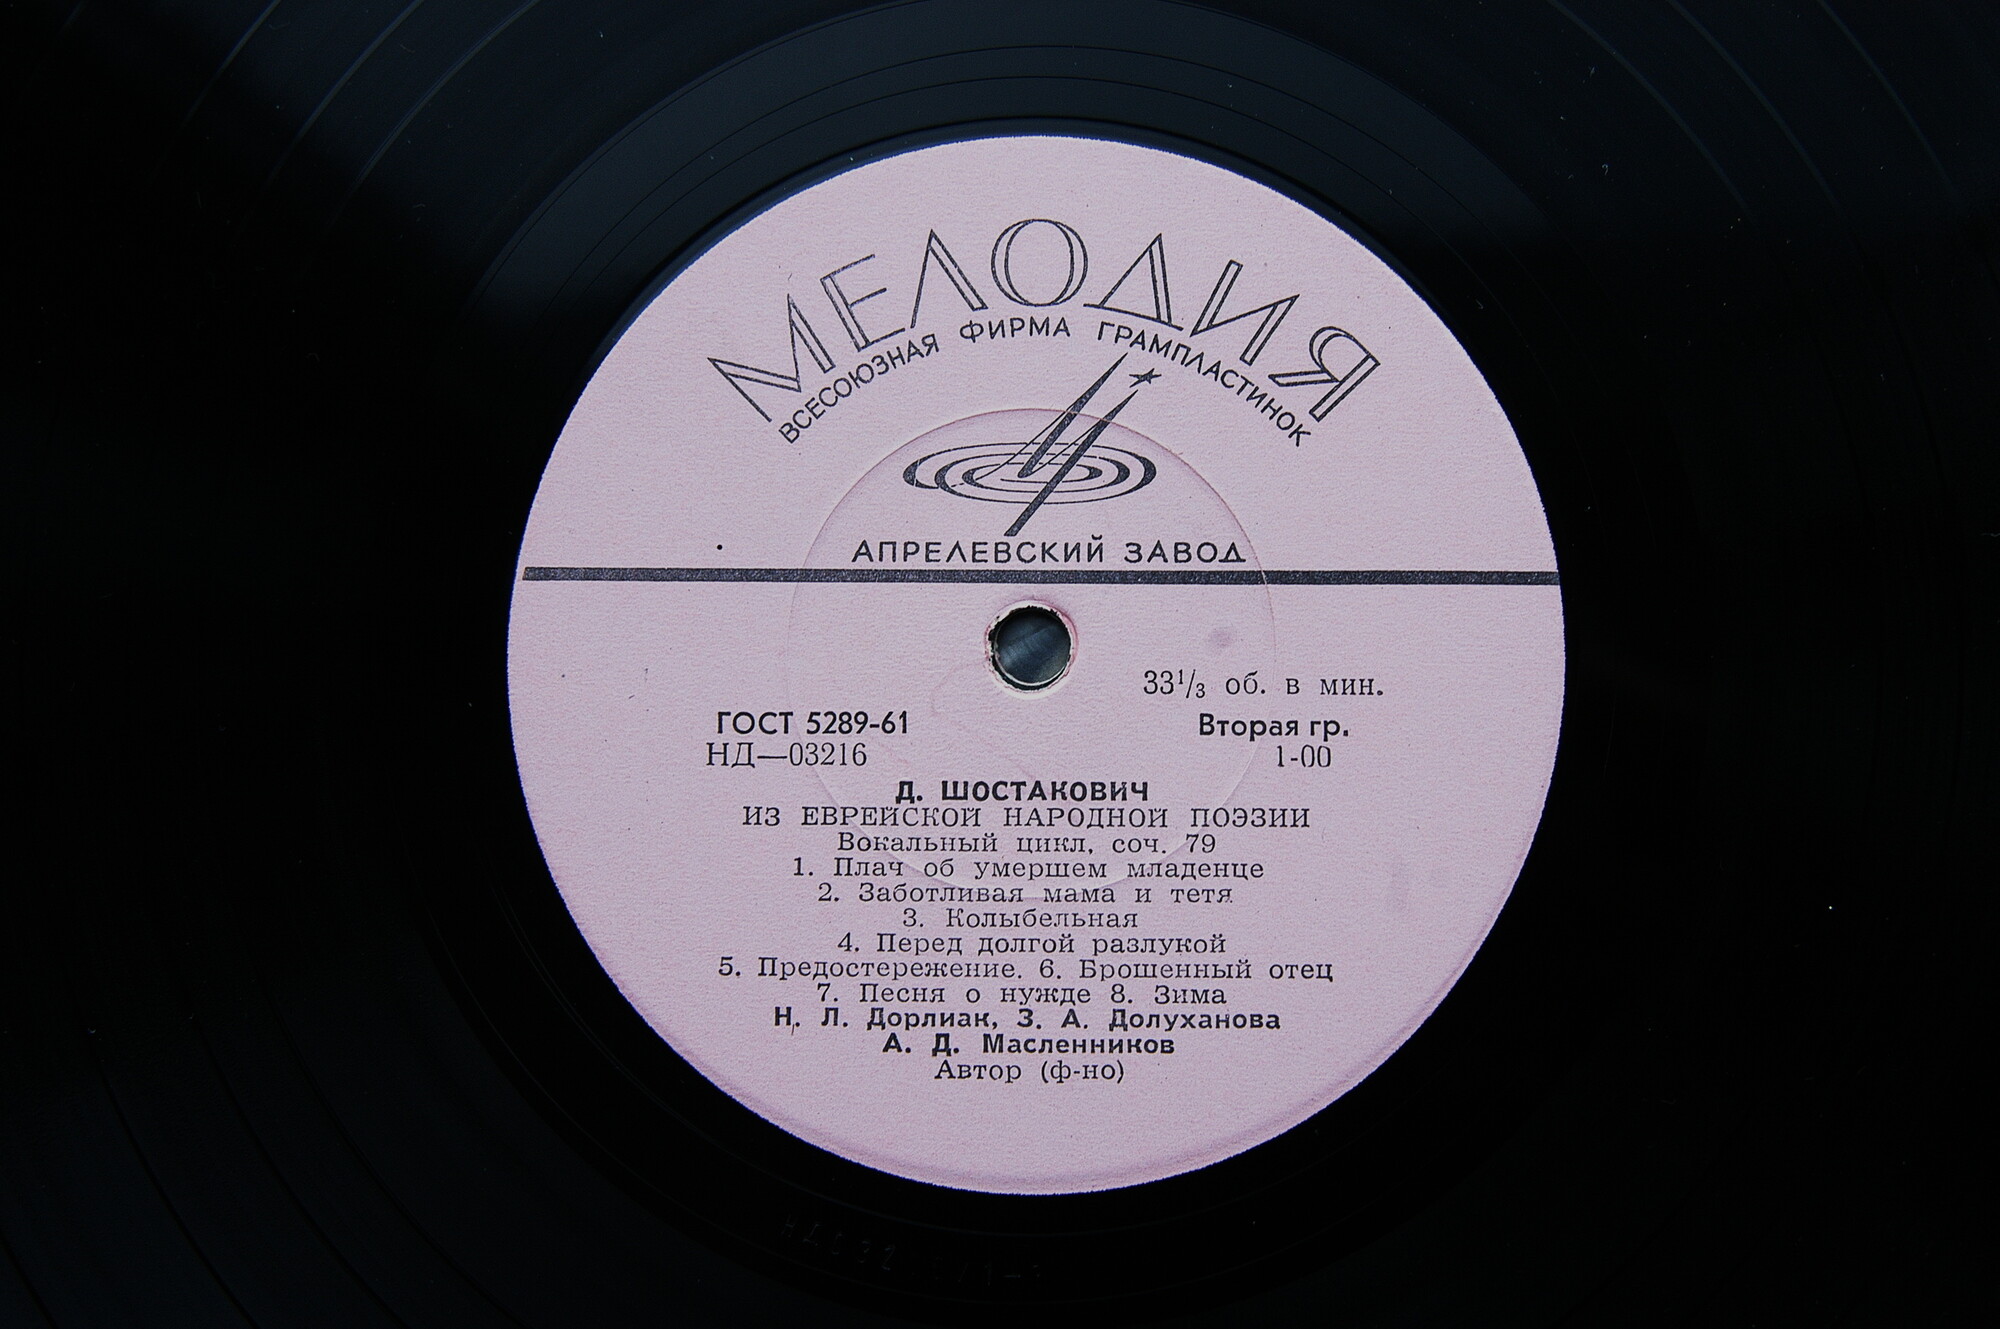 МЕЛОДИЯ
ВСЕСОЮЗНАЯ ФИРМА ГРАМПЛАСТИНОК
АПРЕЛЕВСКИЙ ЗАВОД
33 1/3 об. в мин.
ГОСТ 5289-61 Вторая гр.
НД—03216 1-00
Д. ШОСТАКОВИЧ
ИЗ ЕВРЕЙСКОЙ НАРОДНОЙ ПОЭЗИИ
Вокальный цикл, соч. 79
1. Плач об умершем младенце
2. Заботливая мама и тетя
3. Колыбельная
4. Перед долгой разлукой
5. Предостережение. 6. Брошенный отец
7. Песня о нужде 8. Зима
Н. Л. Дорлиак, З. А. Долуханова
А. Д. Масленников
Автор (ф-но)